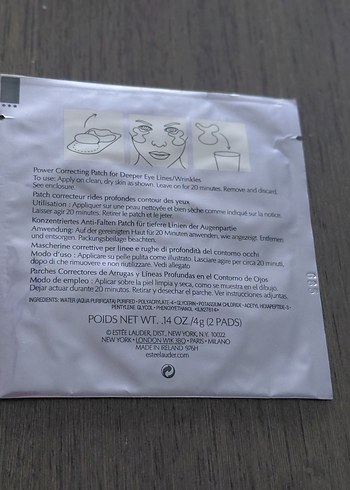 Power Correcting Patch for Deeper Eye Lines/Wrinkles
To use: Apply on clean, dry skin as shown. Leave on for 20 minutes. Remove and discard.
See enclosure.
Patch correcteur rides profondes contour des yeux
Utilisation : Appliquer sur une peau nettoyée et bien sèche comme indiqué sur la notice.
Laisser agir 20 minutes. Retirer le patch et le jeter.
Konzentriertes Anti-Falten Patch für tiefere Linien der Augenpartie
Anwendung: Auf der gereinigten Haut für 20 Minuten anwenden, wie angezeigt. Entfernen
und entsorgen. Packungsbeilage beachten.
Mascherine correttive per linee e rughe di profondità del contorno occhi
Modo d'uso : Applicare su pelle pulita come illustrato. Lasciare agire per circa 20 minuti,
dopo di che rimuovere e non riutilizzare. Vedi allegato
Parches Correctores de Arrugas y Líneas Profundas en el Contorno de Ojos
Modo de empleo : Aplicar sobre la piel limpia y seca, como se muestra en el dibujo.
Dejar actuar durante 20 minutos. Retirar y desechar el parche. Ver instrucciones adjuntas.
INGREDIENTS: WATER (AQUA PURIFICATA) PURIFIED • POLYACRYLATE-4 • GLYCERIN • POTASSIUM CHLORIDE • ACETYL HEXAPEPTIDE-3 •
PENTYLENE GLYCOL • PHENOXYETHANOL
POIDS NET WT. .14 OZ./4g (2 PADS)
© ESTĒE LAUDER, DIST., NEW YORK, N.Y. 10022
NEW YORK • LONDON W1K 3BQ • PARIS • MILANO
MADE IN IRELAND 976H
esteelauder.com